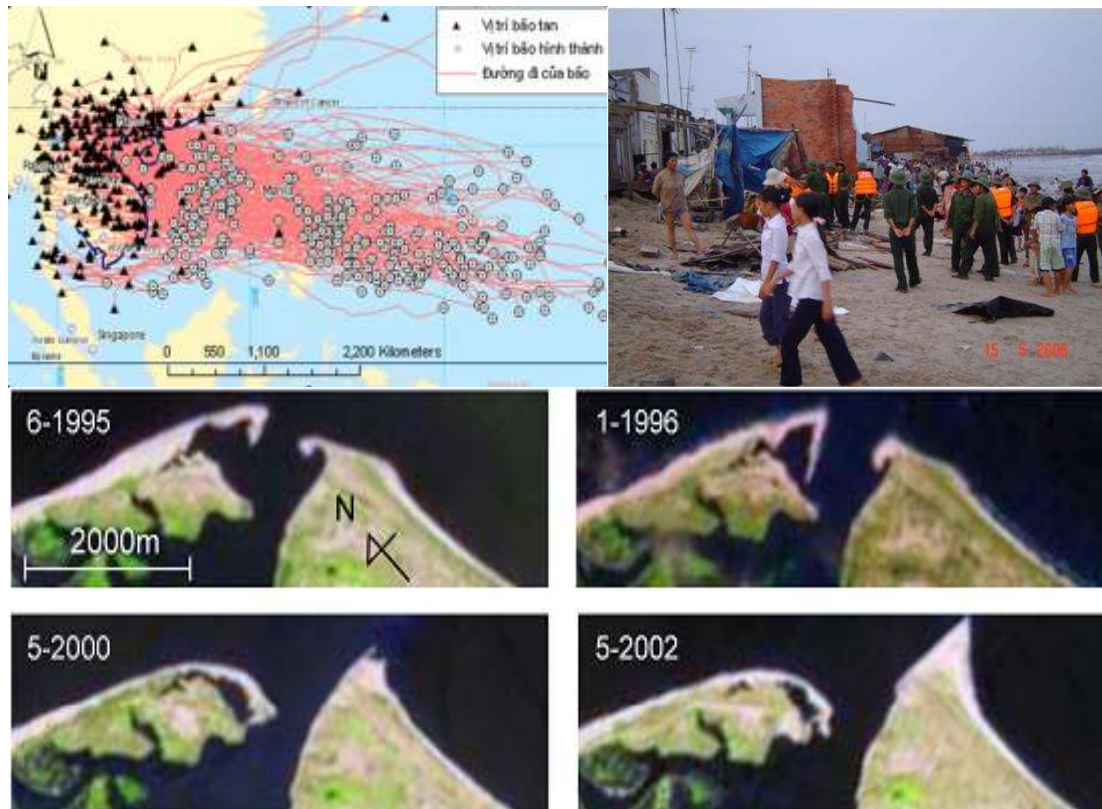 Vị trí bão tan
Vị trí bão hình thành
Đường đi của bão
N
Singapore
0 550 1,100 2,200 Kilometers
15 5-2006
6-1995
N
2000m
1-1996
5-2000
5-2002